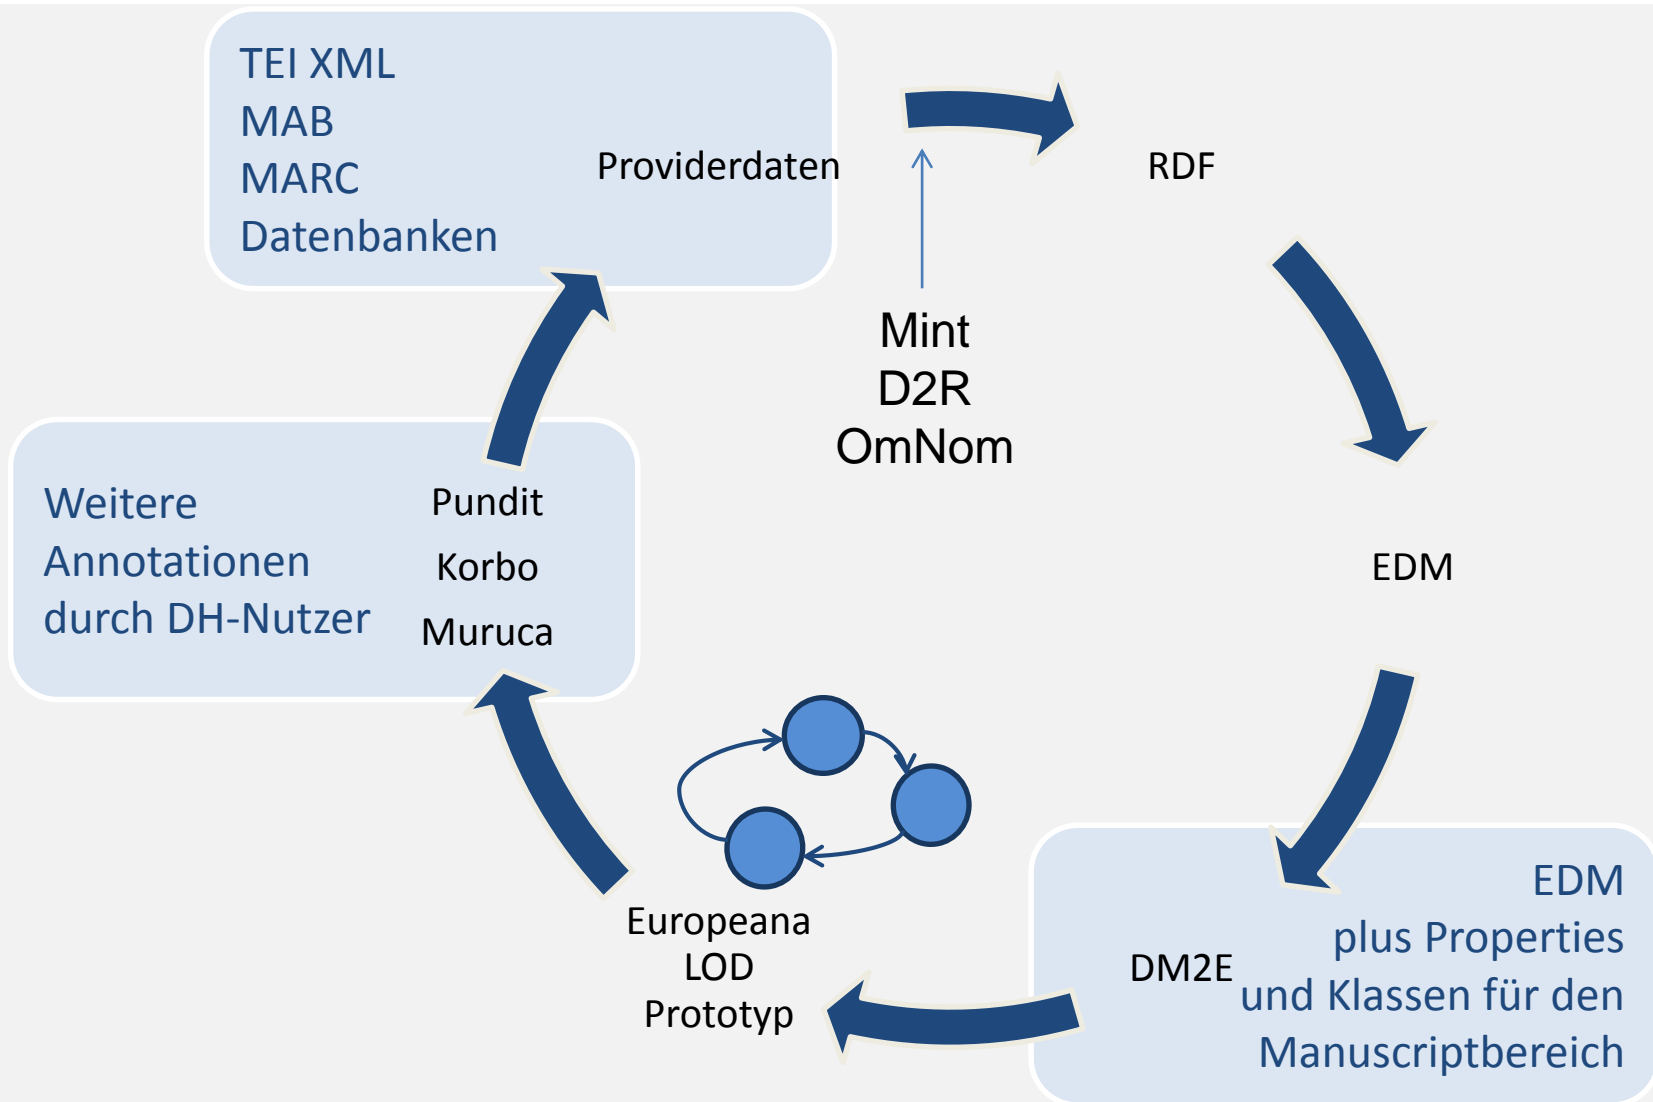 TEI XML
MAB
MARC
Datenbanken
Providerdaten
RDF
Mint
D2R
OmNom
EDM
EDM
plus Properties
und Klassen für den
Manuscriptbereich
DM2E
Europeana
LOD
Prototyp
Weitere
Annotationen
durch DH-Nutzer
Pundit
Korbo
Muruca